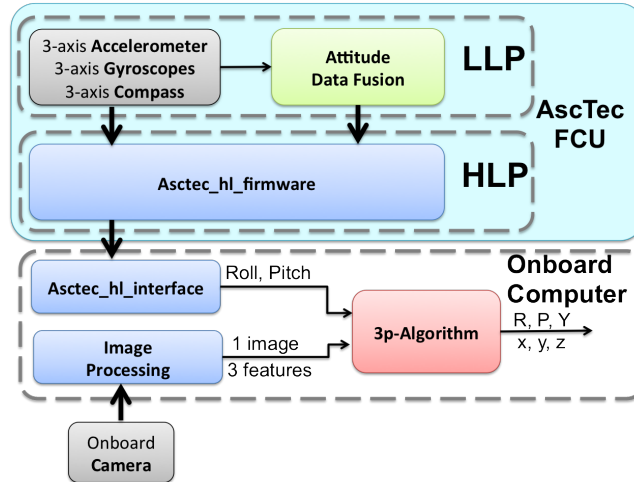 3-axis Accelerometer
3-axis Gyroscopes
3-axis Compass
Attitude
Data Fusion
LLP
AscTec
FCU
Asctec_hl_firmware
HLP
Onboard
Computer
Asctec_hl_interface
Roll, Pitch
3p-Algorithm
R, P, Y
x, y, z
Image
Processing
1 image
3 features
Onboard
Camera